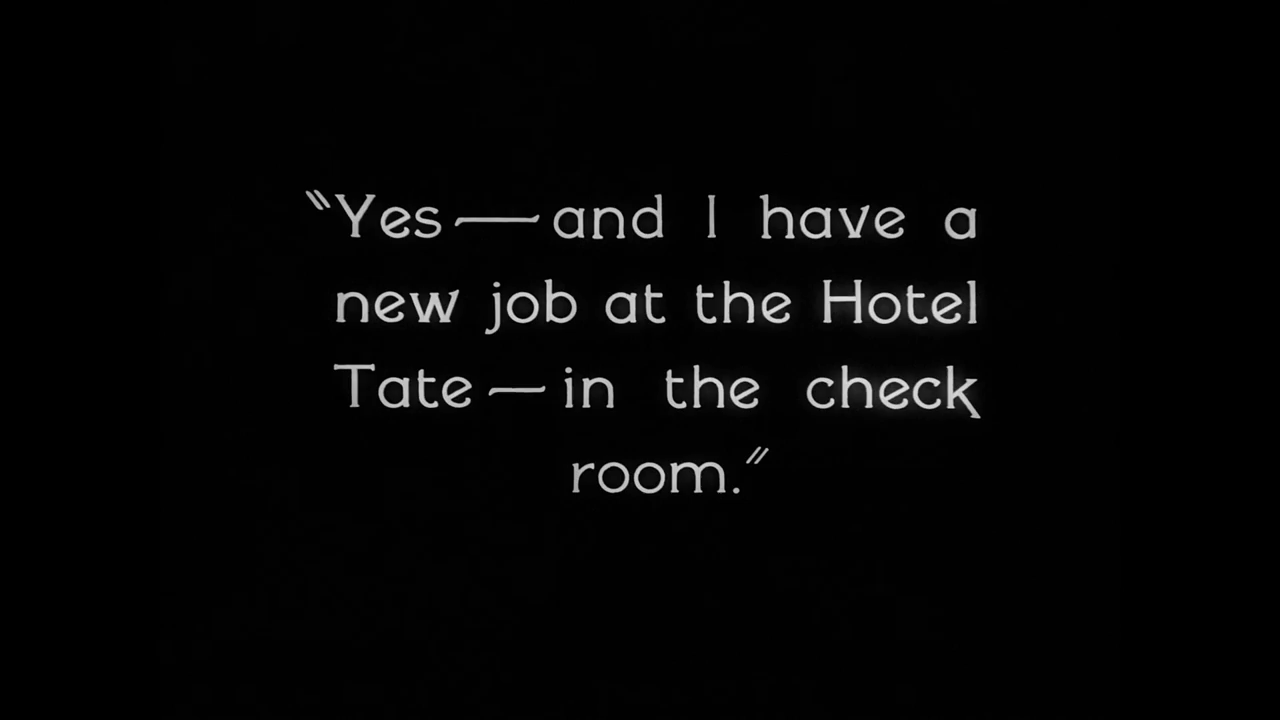 "Yes — and I have a
new job at the Hotel
Tate — in the check
room."